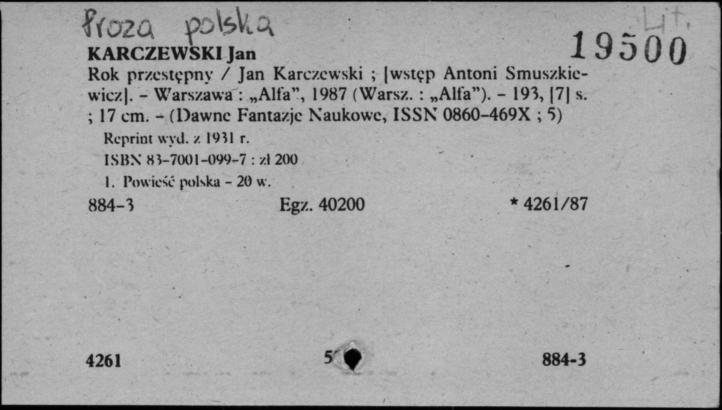 Proza polska
Lit.
19500
KARCZEWSKI Jan
Rok przestępny / Jan Karczewski ; [wstęp Antoni Smuszkie-
wicz]. – Warszawa : „Alfa”, 1987 (Warsz. : „Alfa”). – 193, [7] s.
; 17 cm. – (Dawne Fantazje Naukowe, ISSN 0860-469X ; 5)
Reprint wyd. z 1931 r.
ISBN 83-7001-099-7 : zł 200
1. Powieść polska – 20 w.
884-3 Egz. 40200 * 4261/87
4261 5 884-3